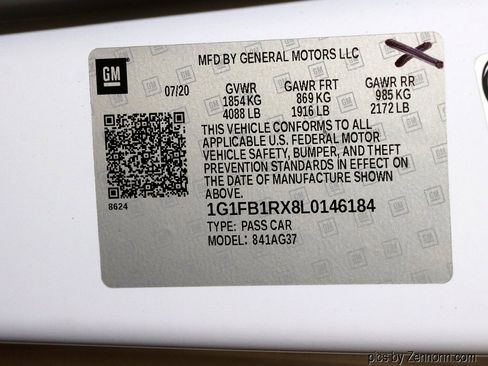 GM
MFD BY GENERAL MOTORS LLC
07/20
GVWR GAWR FRT GAWR RR
1854 KG 869 KG 985 KG
4088 LB 1916 LB 2172 LB
THIS VEHICLE CONFORMS TO ALL
APPLICABLE U.S. FEDERAL MOTOR
VEHICLE SAFETY, BUMPER, AND THEFT
PREVENTION STANDARDS IN EFFECT ON
THE DATE OF MANUFACTURE SHOWN
ABOVE.
8624
1G1FB1RX8L0146184
TYPE: PASS CAR
MODEL: 841AG37
pics by Zennonn.com